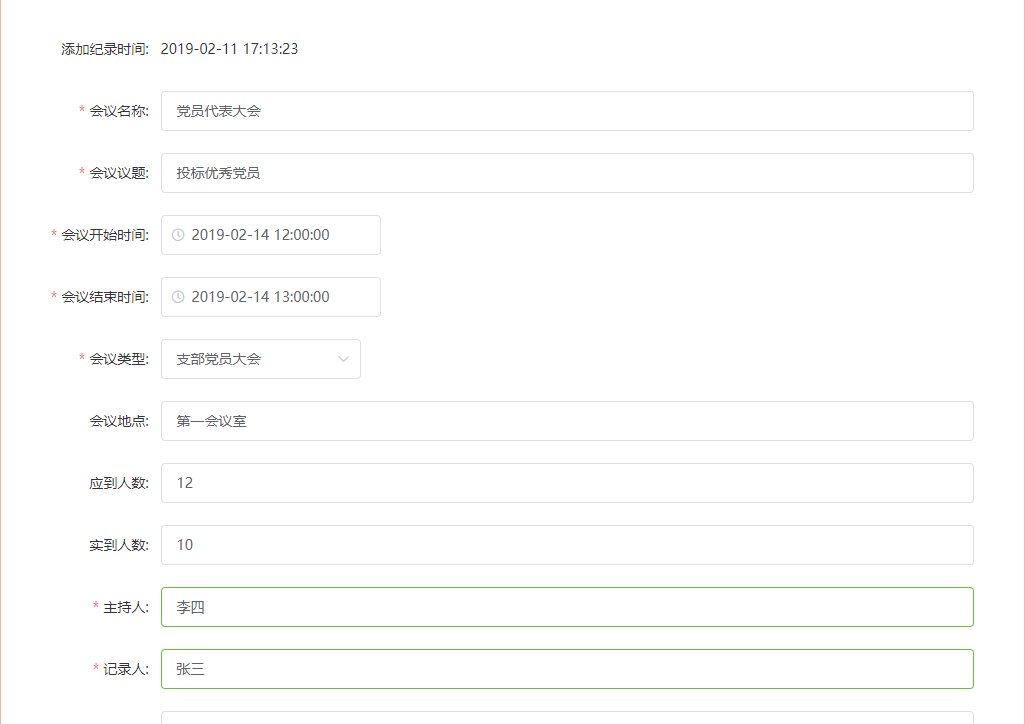 添加纪录时间: 2019-02-11 17:13:23
* 会议名称: 党员代表大会
* 会议议题: 投标优秀党员
* 会议开始时间: 2019-02-14 12:00:00
* 会议结束时间: 2019-02-14 13:00:00
* 会议类型: 支部党员大会
会议地点: 第一会议室
应到人数: 12
实到人数: 10
* 主持人: 李四
* 记录人: 张三